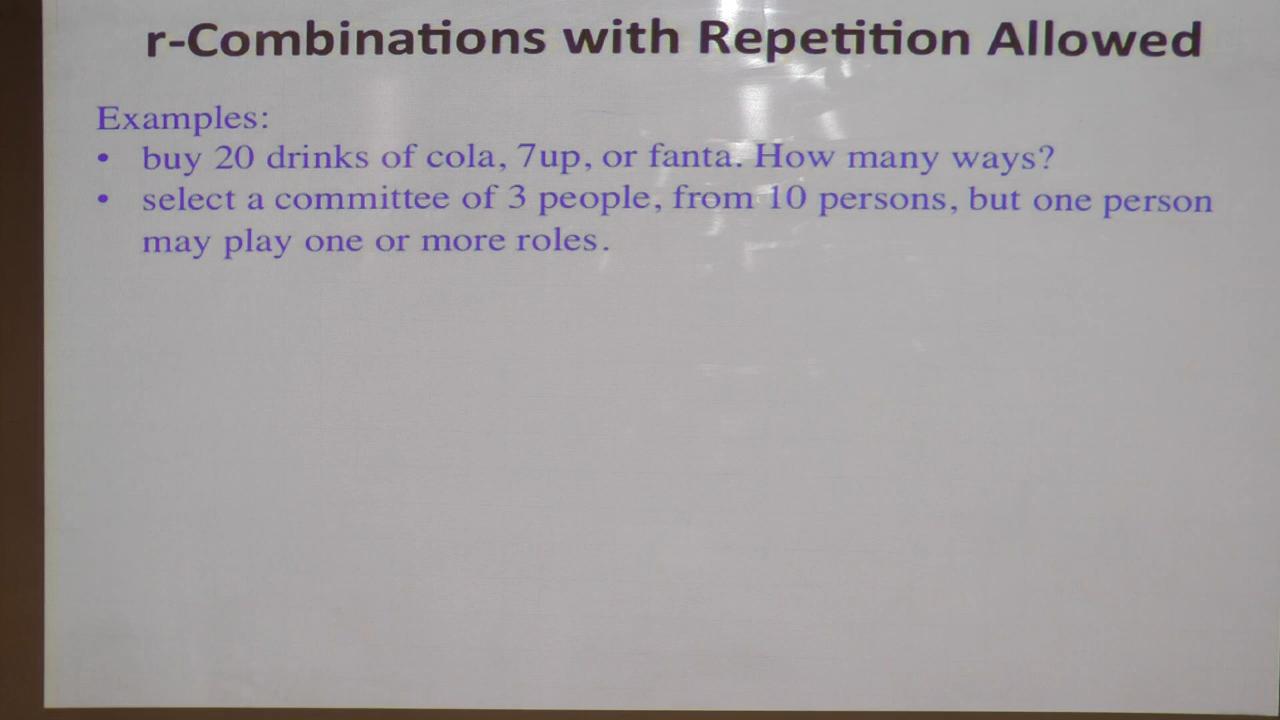 r-Combinations with Repetition Allowed
Examples:
• buy 20 drinks of cola, 7up, or fanta. How many ways?
• select a committee of 3 people, from 10 persons, but one person
may play one or more roles.